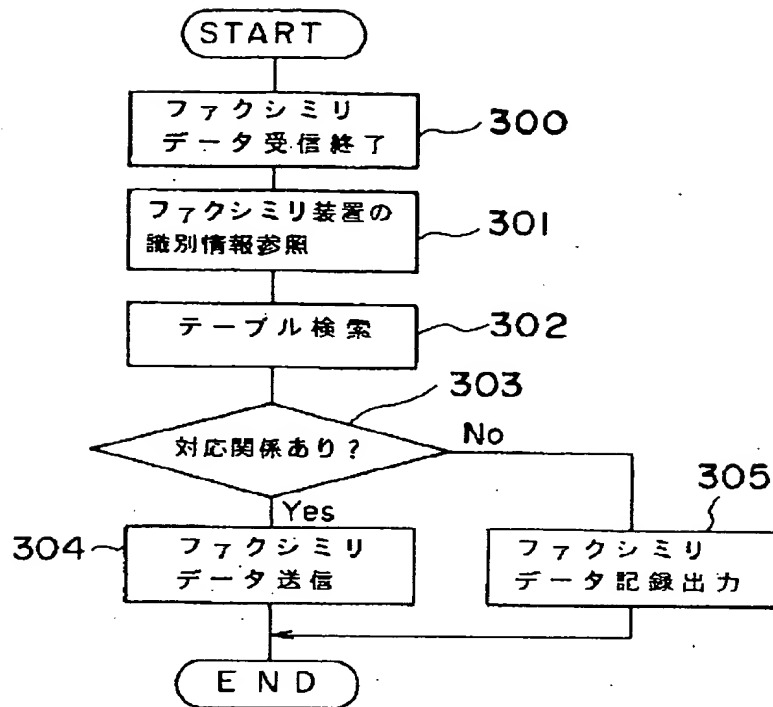 START
ファクシミリ
データ受信終了
300
ファクシミリ装置の
識別情報参照
301
テーブル検索
302
303
対応関係あり？
No
Yes
305
304
ファクシミリ
データ送信
ファクシミリ
データ記録出力
END